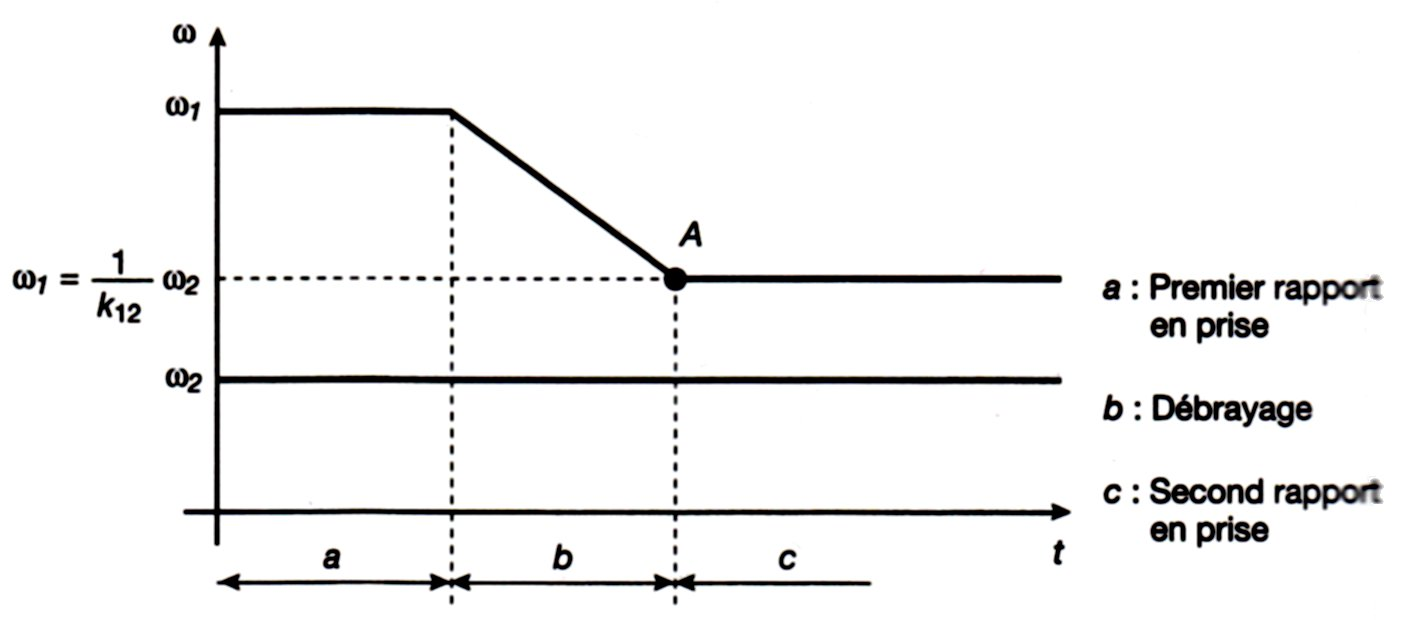 ω
ω1
A
ω1 = 1/k12 ω2
ω2
a : Premier rapport
en prise
b : Débrayage
c : Second rapport
en prise
a b c t